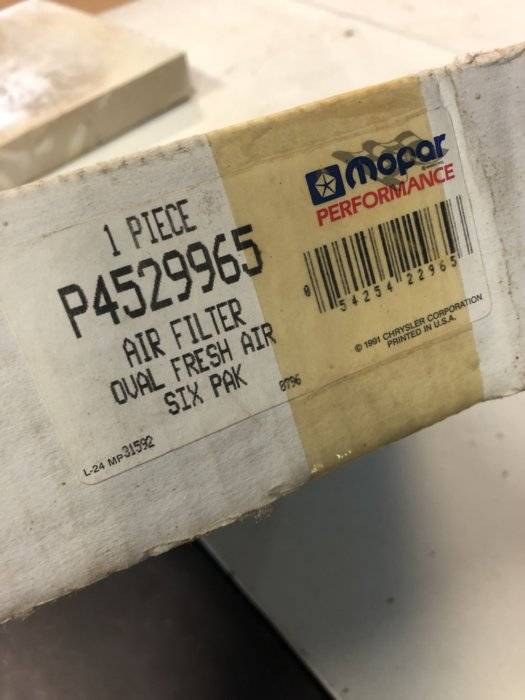 1 PIECE
P4529965
AIR FILTER
OVAL FRESH AIR
SIX PAK
8796
L-24 MP31592
Mopar
PERFORMANCE
0 54254 22965
© 1991 CHRYSLER CORPORATION
PRINTED IN U.S.A.